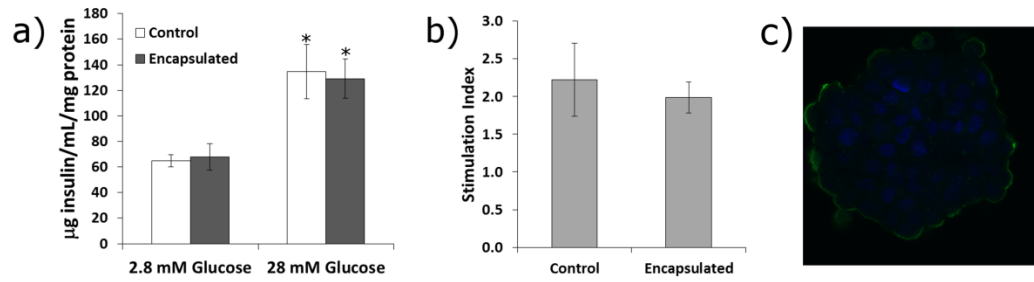 a)
Control
Encapsulated
µg insulin/mL/mg protein
180
160
140
120
100
80
60
40
20
0
*
*
2.8 mM Glucose
28 mM Glucose
b)
Stimulation Index
3.0
2.5
2.0
1.5
1.0
0.5
0.0
Control
Encapsulated
c)